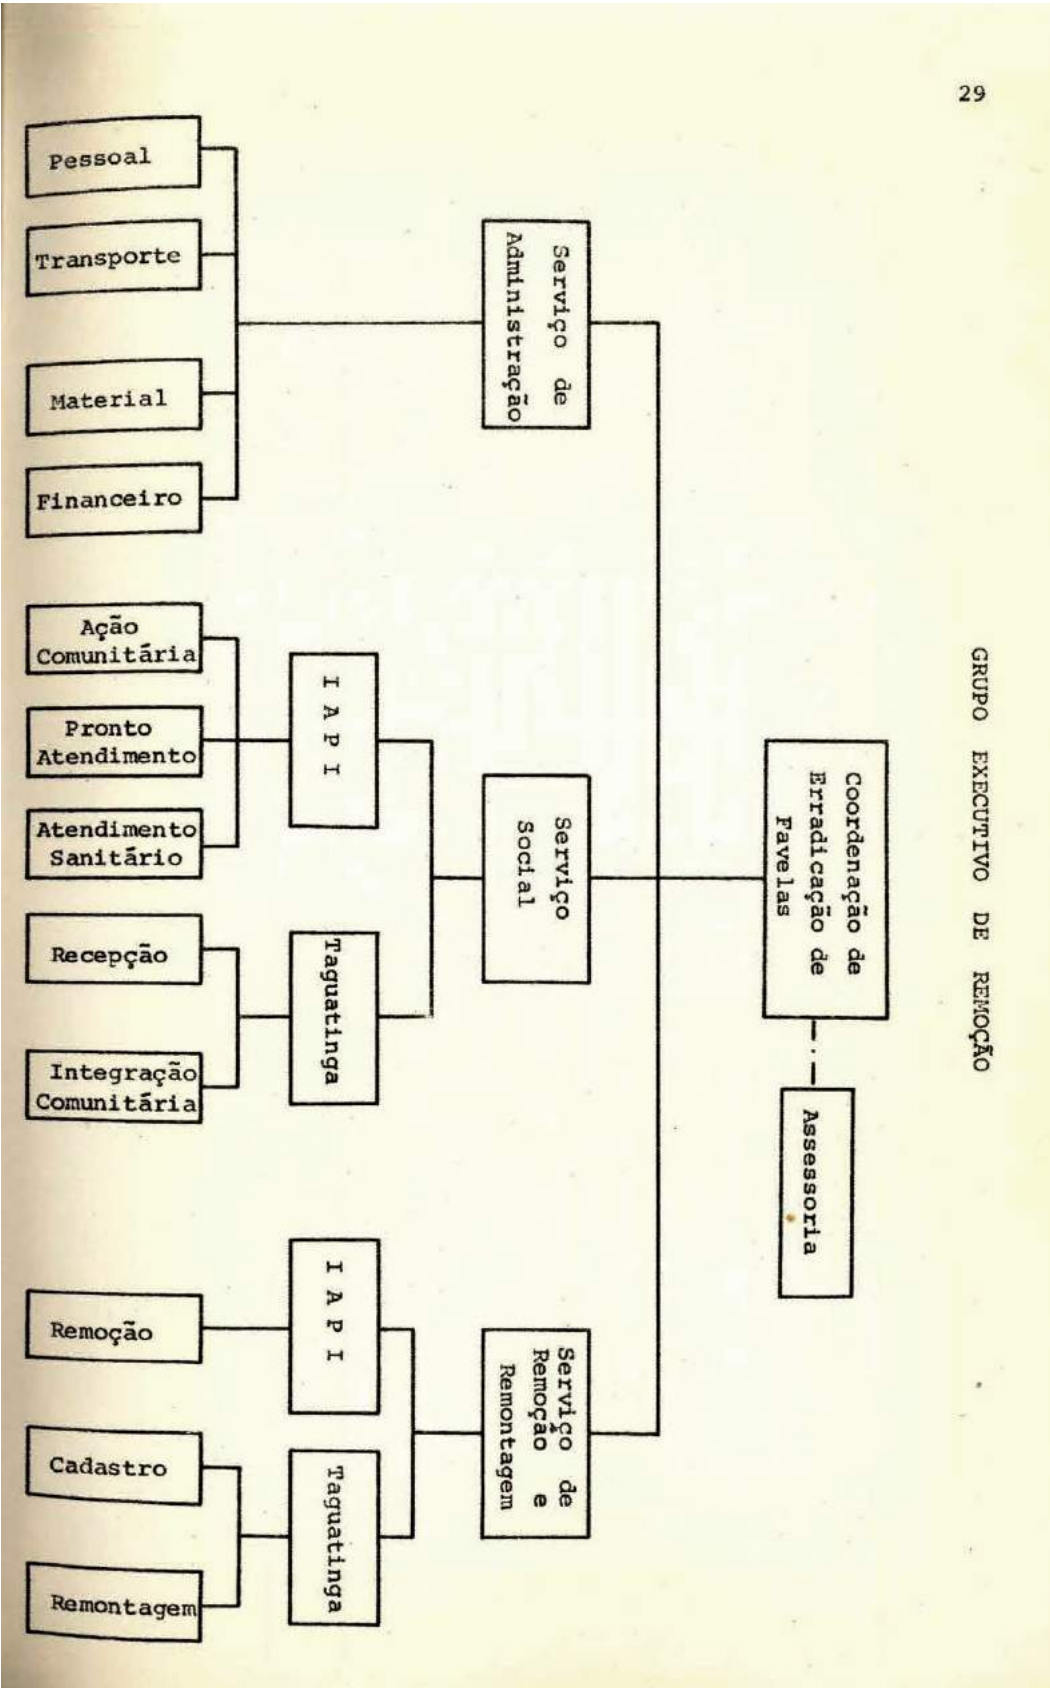 29
GRUPO EXECUTIVO DE REMOÇÃO
Coordenação de
Erradicação de
Favelas
Assessoria
Serviço de
Administração
Serviço
Social
Serviço de
Remoção e
Remontagem
I A P I
Taguatinga
I A P I
Taguatinga
Pessoal
Transporte
Material
Financeiro
Ação
Comunitária
Pronto
Atendimento
Atendimento
Sanitário
Recepção
Integração
Comunitária
Remoção
Cadastro
Remontagem